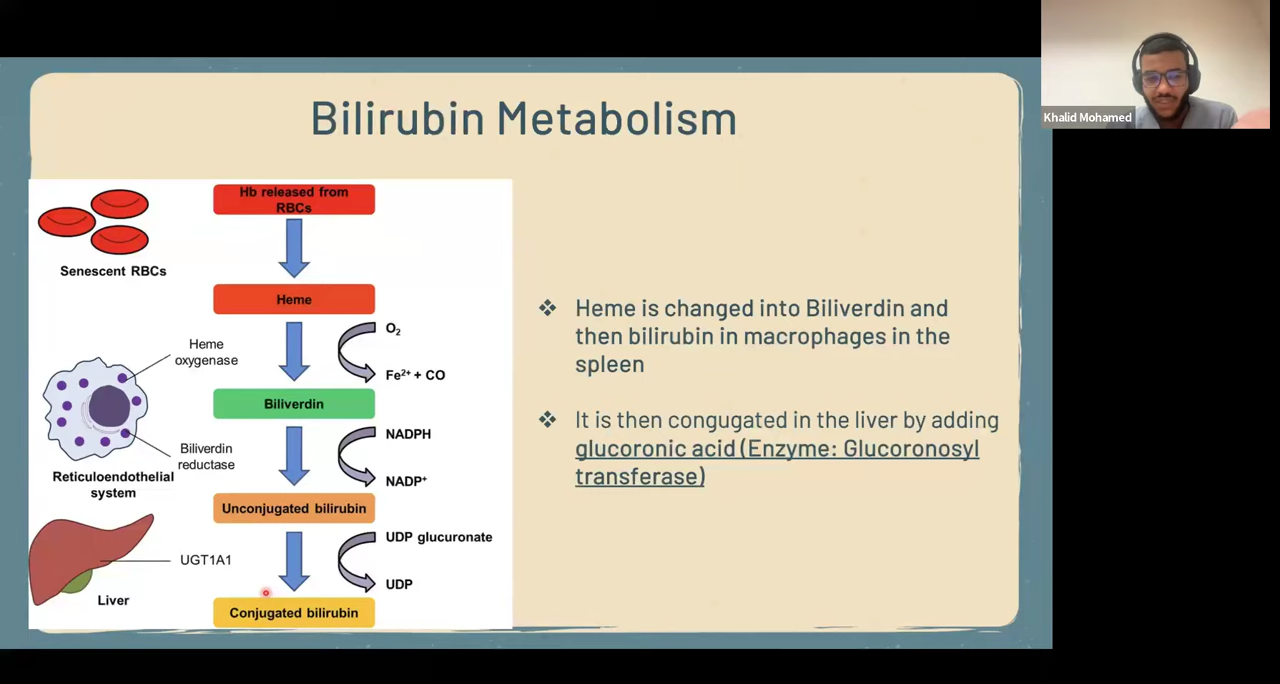 Khalid Mohamed
Bilirubin Metabolism
Hb released from
RBCs
Senescent RBCs
Heme
O₂
Heme
oxygenase
Fe²⁺ + CO
Biliverdin
NADPH
Biliverdin
reductase
NADP⁺
Reticuloendothelial
system
Unconjugated bilirubin
UDP glucuronate
UGT1A1
UDP
Liver
Conjugated bilirubin
❖ Heme is changed into Biliverdin and
then bilirubin in macrophages in the
spleen
❖ It is then congugated in the liver by adding
glucoronic acid (Enzyme: Glucoronosyl
transferase)